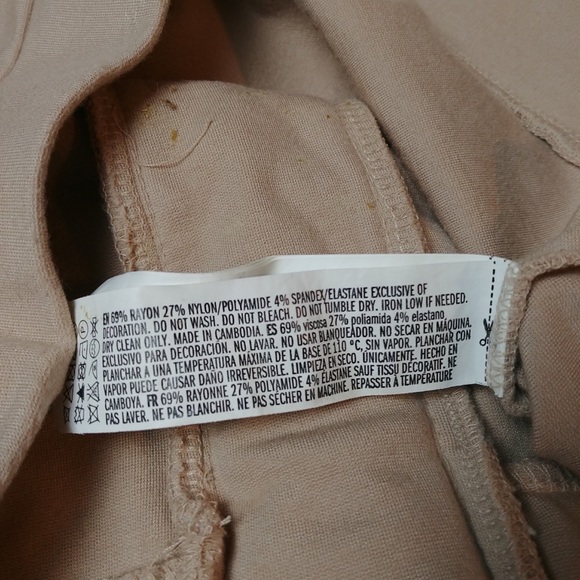 EN 69% RAYON 27% NYLON/POLYAMIDE 4% SPANDEX/ELASTANE EXCLUSIVE OF
DECORATION. DO NOT WASH. DO NOT BLEACH. DO NOT TUMBLE DRY. IRON LOW IF NEEDED.
DRY CLEAN ONLY. MADE IN CAMBODIA. ES 69% viscosa 27% poliamida 4% elastano
EXCLUSIVO PARA DECORACIÓN. NO LAVAR. NO USAR BLANQUEADOR. NO SECAR EN MÁQUINA.
PLANCHAR A UNA TEMPERATURA MÁXIMA DE LA BASE DE 110 °C, SIN VAPOR. PLANCHAR CON
VAPOR PUEDE CAUSAR DAÑO IRREVERSIBLE. LIMPIEZA EN SECO, ÚNICAMENTE. HECHO EN
CAMBOYA. FR 69% RAYONNE 27% POLYAMIDE 4% ÉLASTANE SAUF TISSU DÉCORATIF. NE
PAS LAVER. NE PAS BLANCHIR. NE PAS SÉCHER EN MACHINE. REPASSER À TEMPÉRATURE